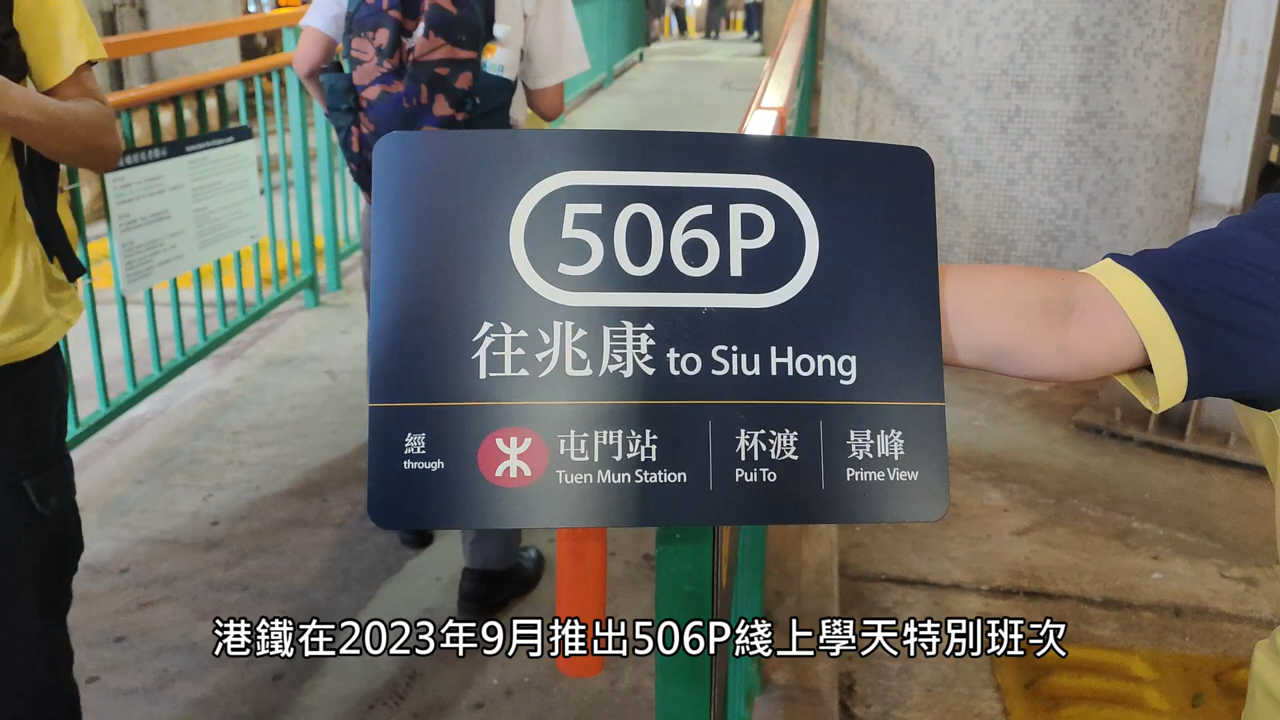 506P
往兆康 to Siu Hong
經 屯門站 杯渡 景峰
through Tuen Mun Station Pui To Prime View
港鐵在2023年9月推出506P綫上學天特別班次